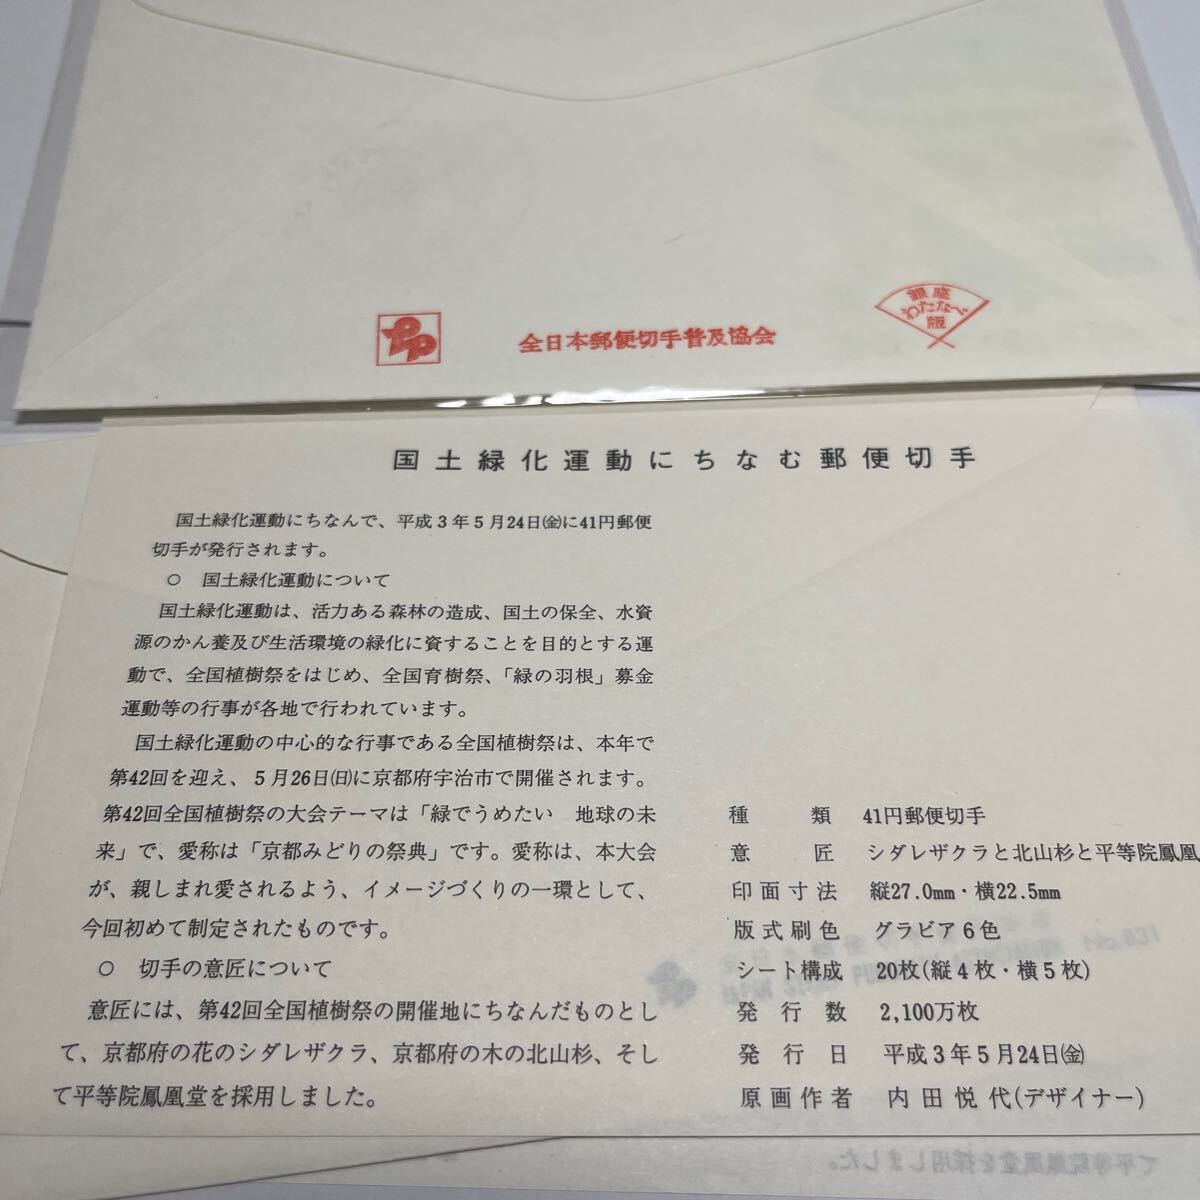 銀座
わたなべ
版
全日本郵便切手普及協会
国土緑化運動にちなむ郵便切手
国土緑化運動にちなんで、平成3年5月24日㈮に41円郵便
切手が発行されます。
○ 国土緑化運動について
国土緑化運動は、活力ある森林の造成、国土の保全、水資
源のかん養及び生活環境の緑化に資することを目的とする運
動で、全国植樹祭をはじめ、全国育樹祭、「緑の羽根」募金
運動等の行事が各地で行われています。
国土緑化運動の中心的な行事である全国植樹祭は、本年で
第42回を迎え、5月26日㈰に京都府宇治市で開催されます。
第42回全国植樹祭の大会テーマは「緑でうめたい 地球の未
来」で、愛称は「京都みどりの祭典」です。愛称は、本大会
が、親しまれ愛されるよう、イメージづくりの一環として、
今回初めて制定されたものです。
○ 切手の意匠について
意匠には、第42回全国植樹祭の開催地にちなんだものとし
て、京都府の花のシダレザクラ、京都府の木の北山杉、そし
て平等院鳳凰堂を採用しました。
種類 41円郵便切手
意匠 シダレザクラと北山杉と平等院鳳凰
印面寸法 縦27.0mm・横22.5mm
版式刷色 グラビア6色
シート構成 20枚(縦4枚・横5枚)
発行数 2,100万枚
発行日 平成3年5月24日㈮
原画作者 内田悦代(デザイナー)
て平等院鳳凰堂を採用しました。